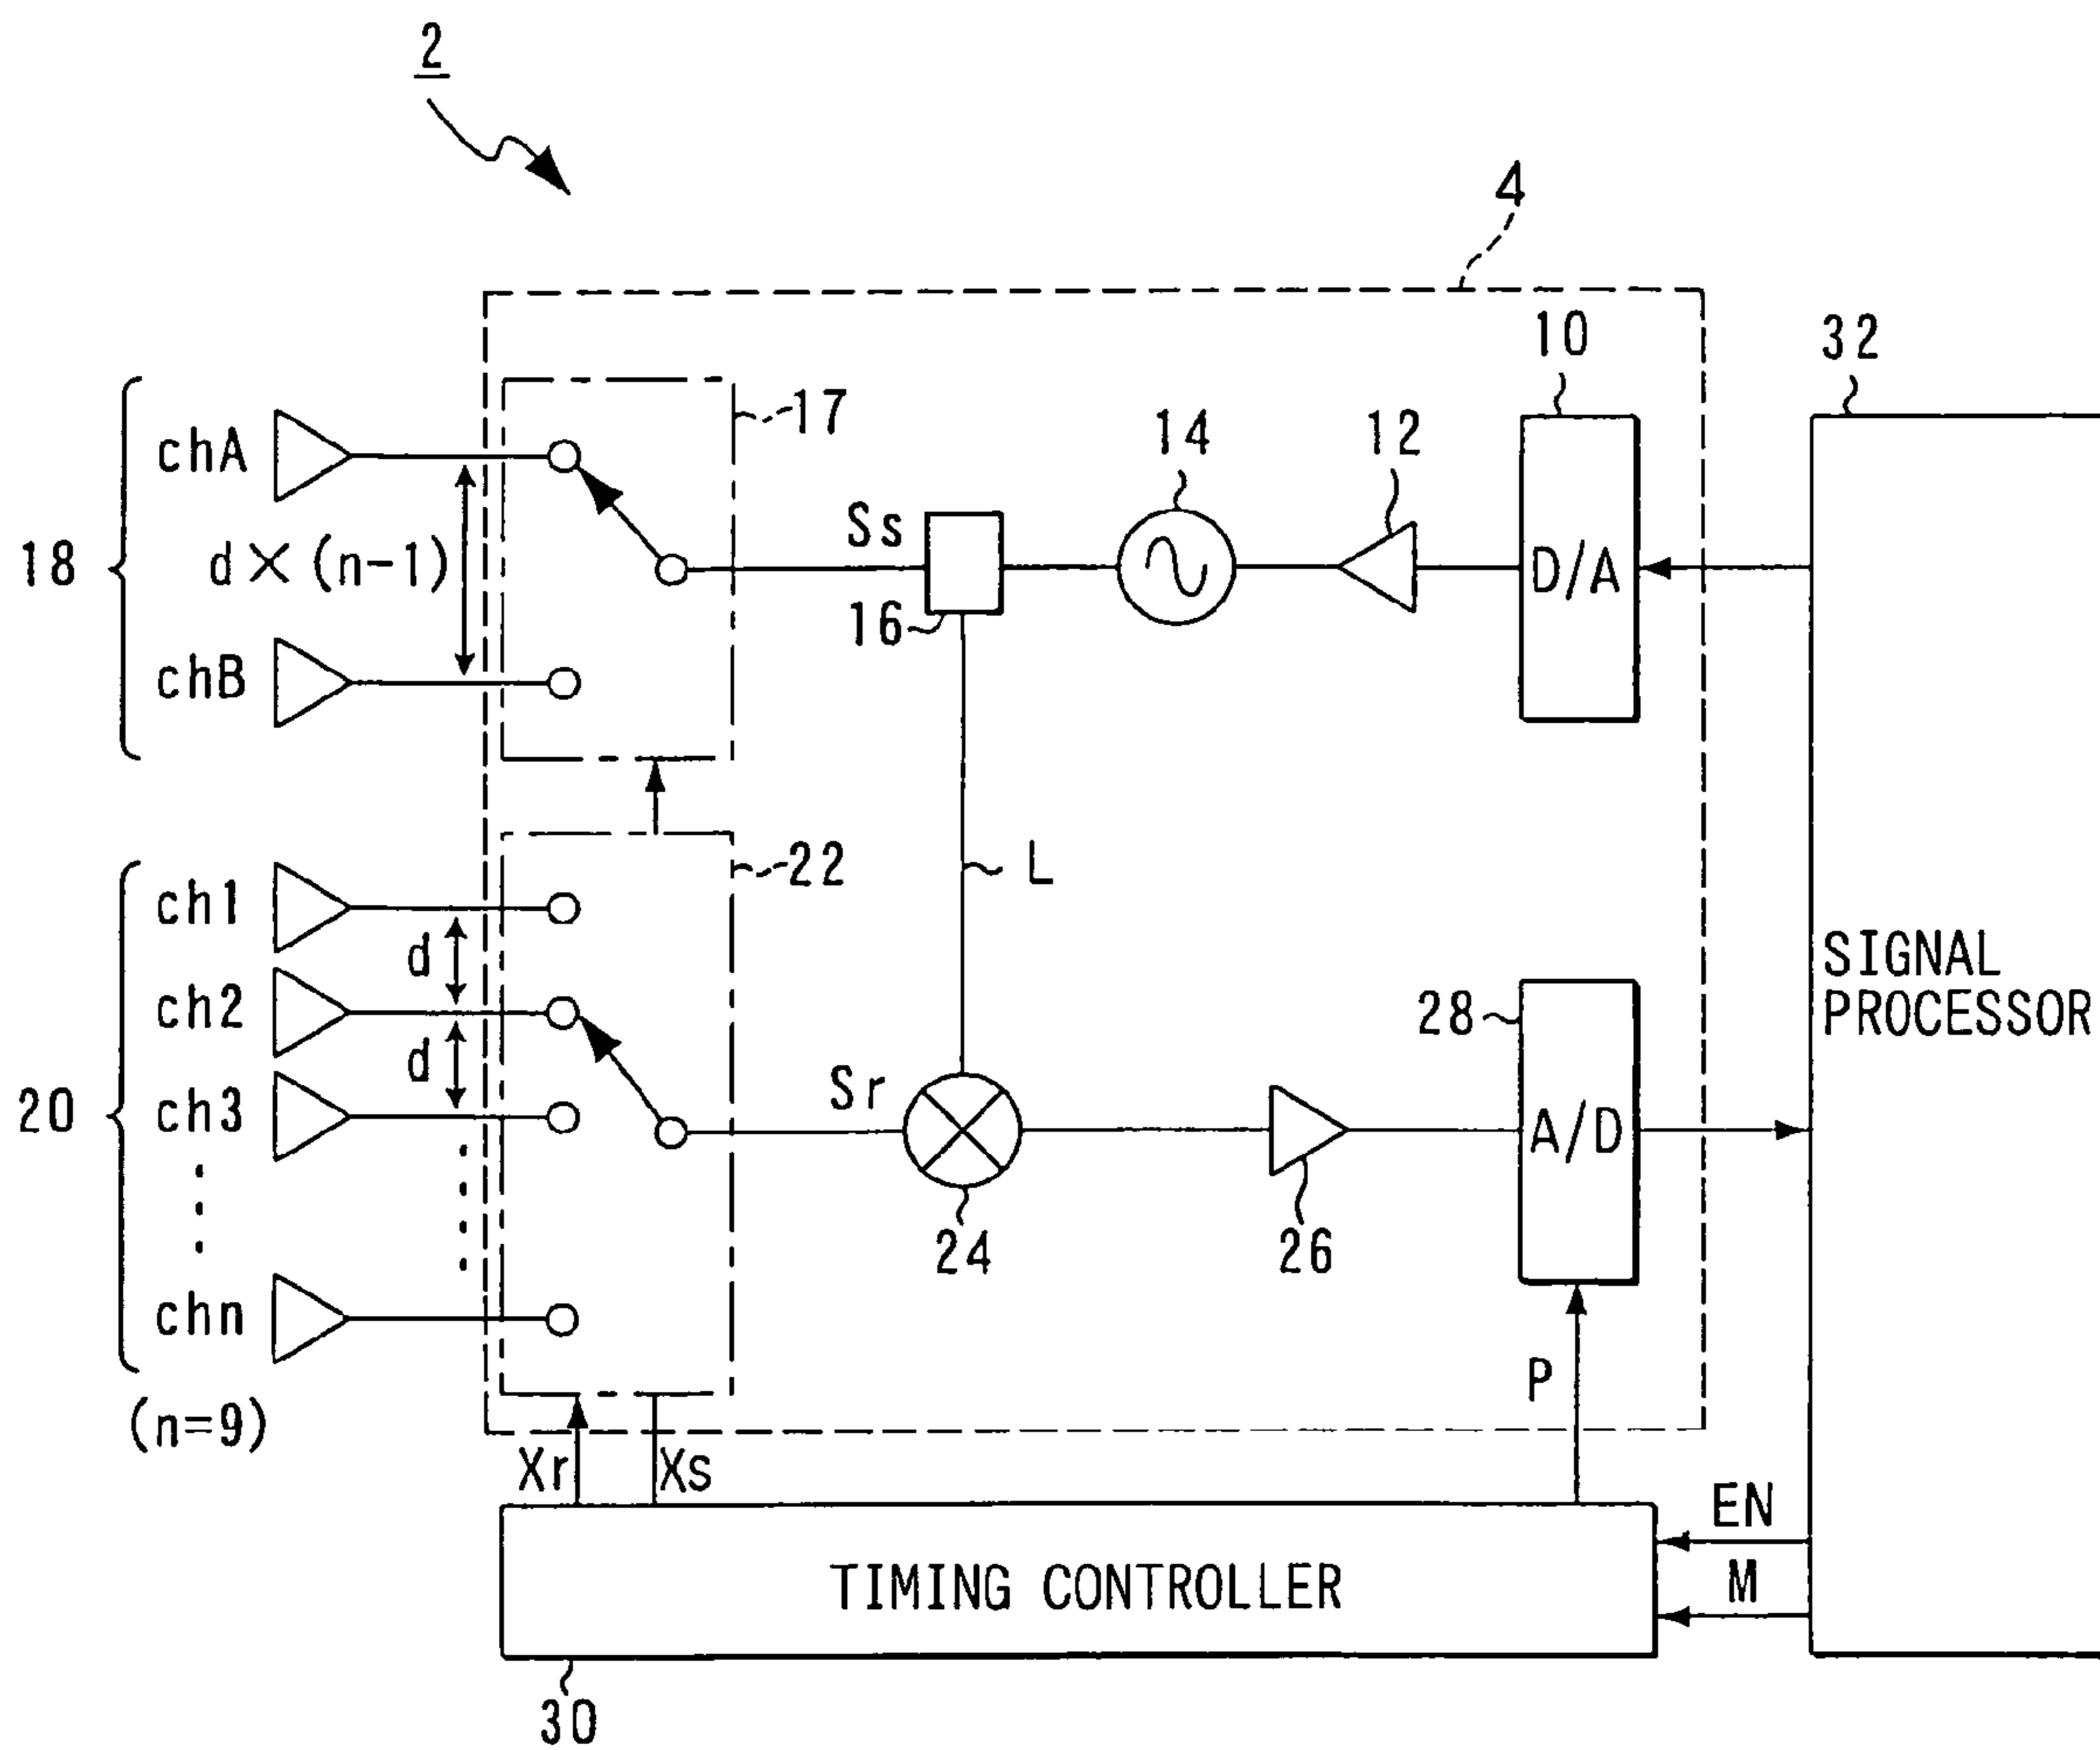 2
4
10
32
17
14
12
chA
Ss
18
d×(n-1)
D/A
16
chB
22
L
ch1
d
SIGNAL
PROCESSOR
ch2
28
d
Sr
20
ch3
A/D
24
26
chn
P
(n=9)
Xr
Xs
EN
TIMING CONTROLLER
M
30